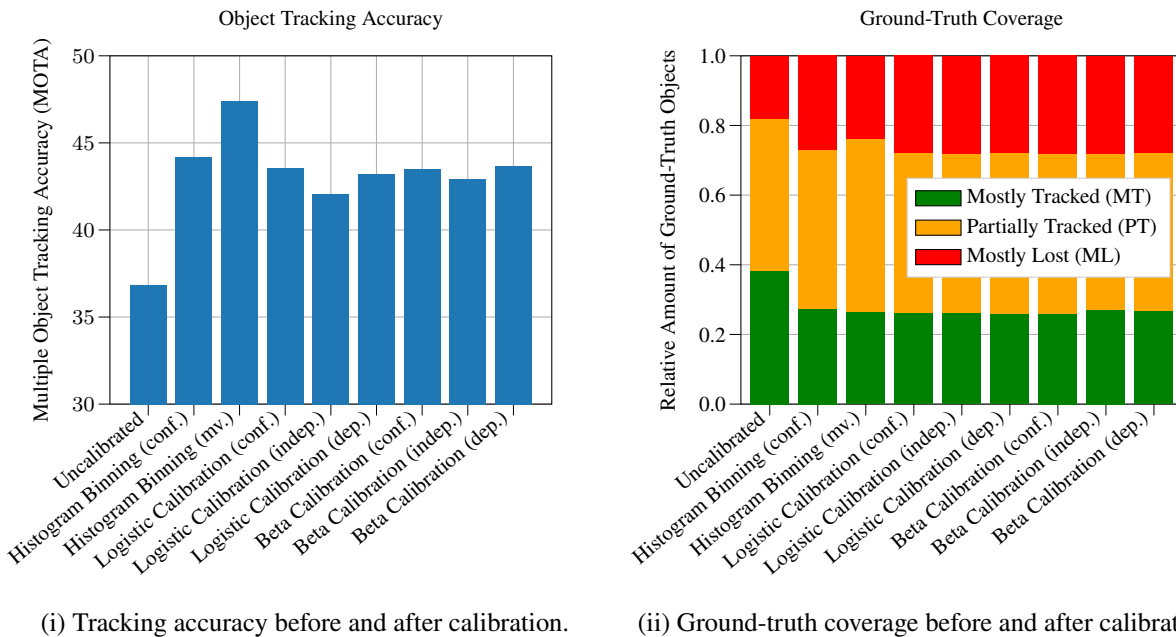 Object Tracking Accuracy
Multiple Object Tracking Accuracy (MOTA)
50
45
40
35
30
Uncalibrated
Histogram Binning (conf.)
Histogram Binning (mv.)
Logistic Calibration (conf.)
Logistic Calibration (indep.)
Logistic Calibration (dep.)
Beta Calibration (conf.)
Beta Calibration (indep.)
Beta Calibration (dep.)
(i) Tracking accuracy before and after calibration.
Ground-Truth Coverage
Relative Amount of Ground-Truth Objects
1.0
0.8
0.6
0.4
0.2
0.0
Mostly Tracked (MT)
Partially Tracked (PT)
Mostly Lost (ML)
Uncalibrated
Histogram Binning (conf.)
Histogram Binning (mv.)
Logistic Calibration (conf.)
Logistic Calibration (indep.)
Logistic Calibration (dep.)
Beta Calibration (conf.)
Beta Calibration (indep.)
Beta Calibration (dep.)
(ii) Ground-truth coverage before and after calibrat